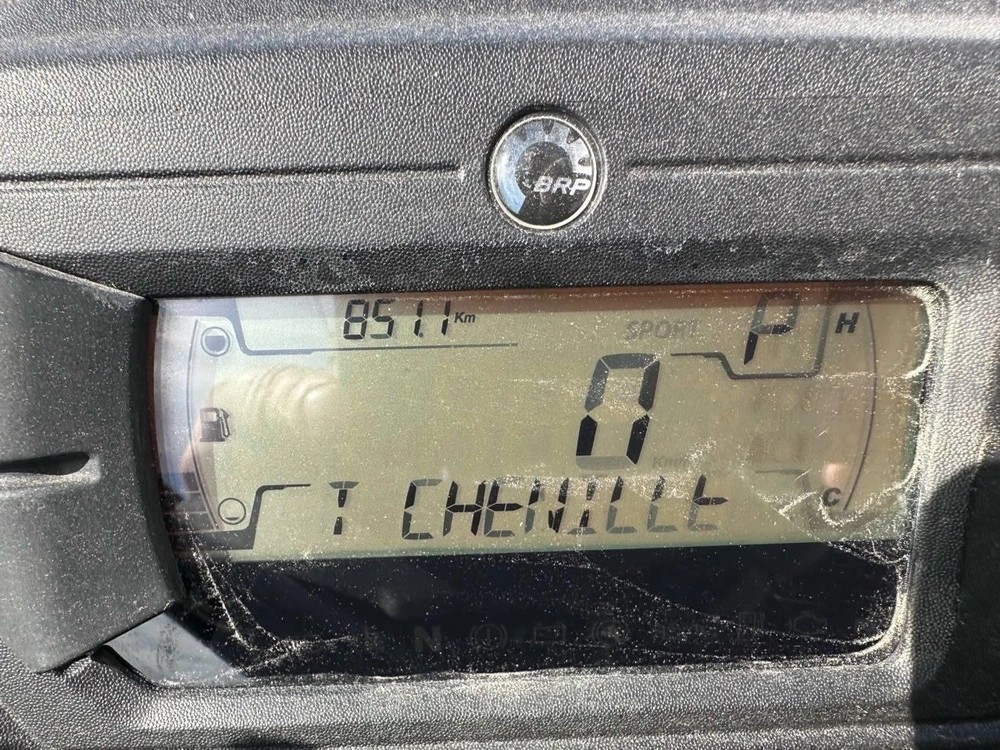 BRP
851.1 Km
SPORT P H
0
Km/h
T CHENILLE C
N